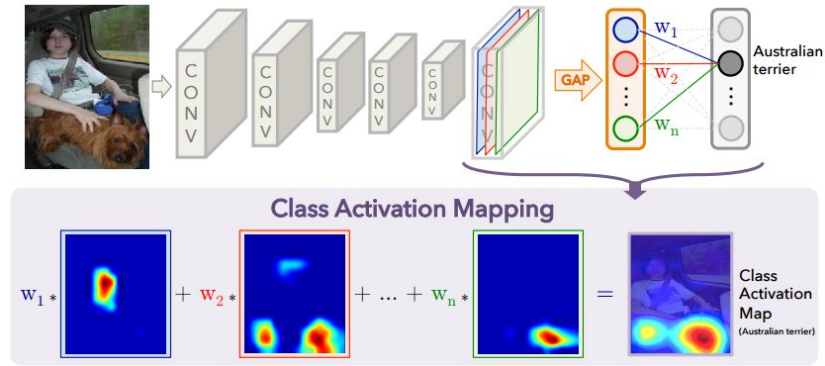 CONV
CONV
CONV
CONV
CONV
CONV
GAP
w₁
w₂
wₙ
Australian
terrier
Class Activation Mapping
w₁ * + w₂ * + ... + wₙ * =
Class
Activation
Map
(Australian terrier)